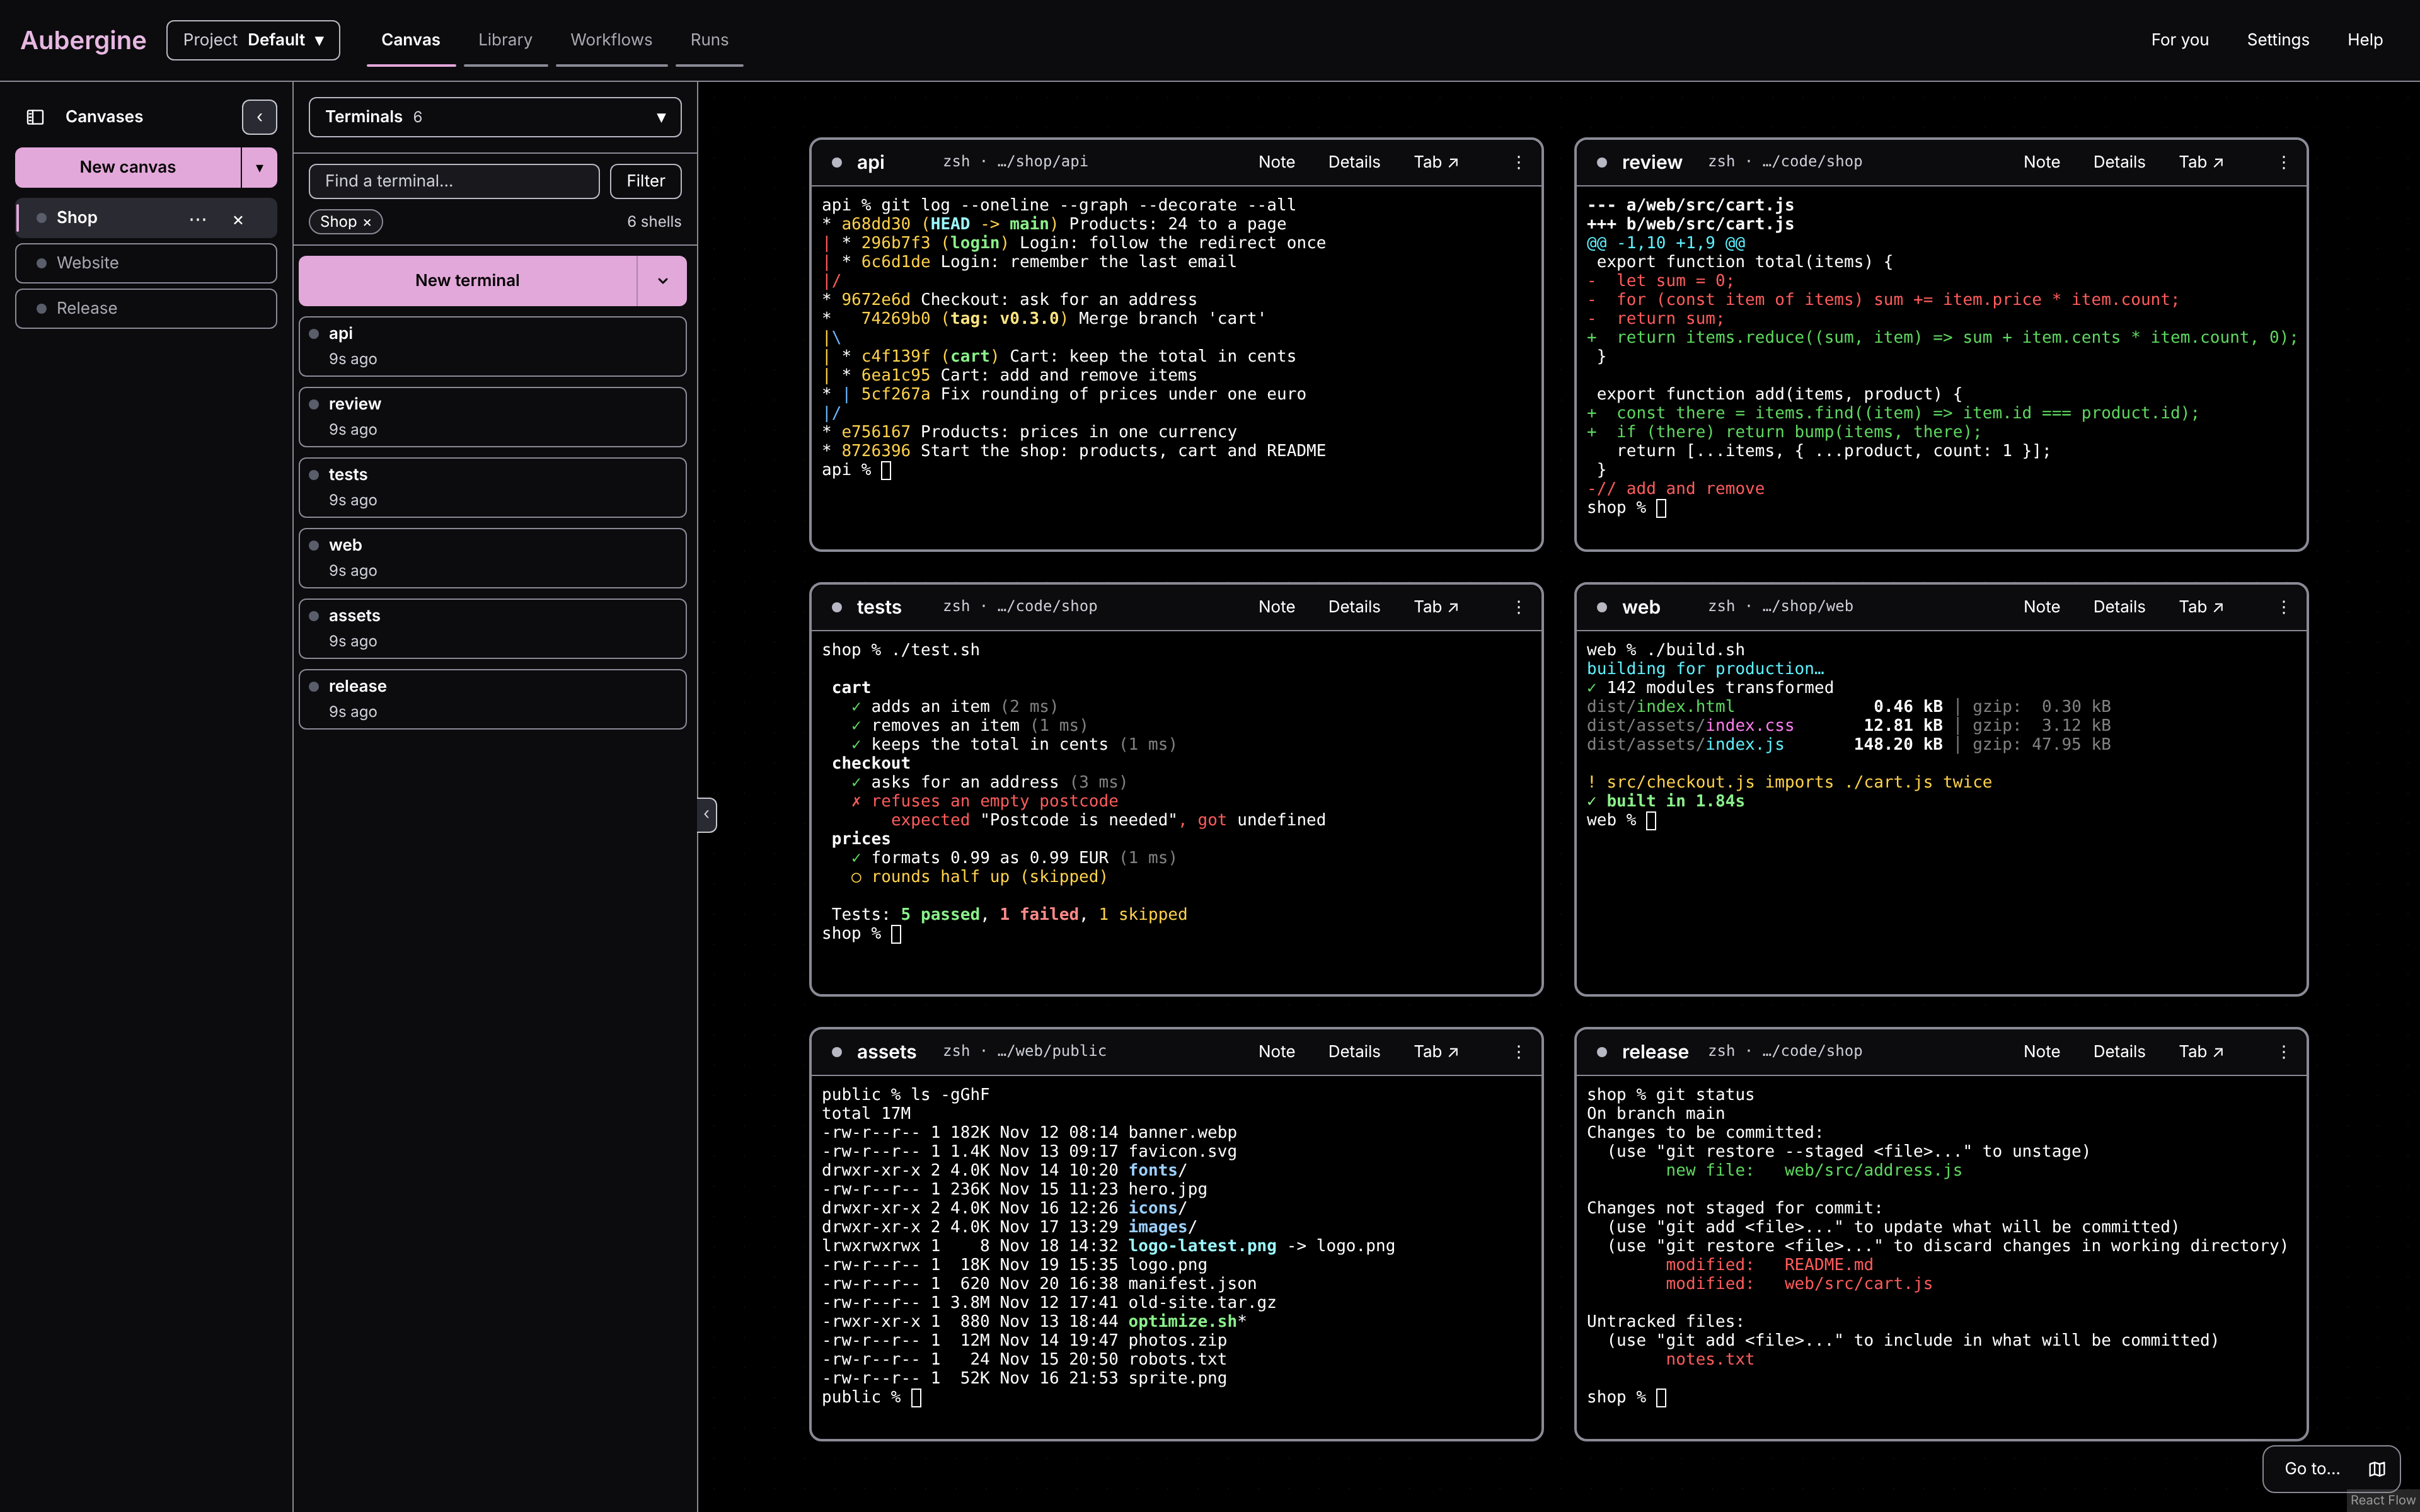 Aubergine
Project Default ▾
Canvas
Library
Workflows
Runs
For you
Settings
Help
Canvases
New canvas
Shop
Website
Release
Terminals 6
Find a terminal...
Filter
Shop ×
6 shells
New terminal
api
9s ago
review
9s ago
tests
9s ago
web
9s ago
assets
9s ago
release
9s ago
api zsh · …/shop/api Note Details Tab ↗
api % git log --oneline --graph --decorate --all
* a68dd30 (HEAD -> main) Products: 24 to a page
| * 296b7f3 (login) Login: follow the redirect once
| * 6c6d1de Login: remember the last email
|/
* 9672e6d Checkout: ask for an address
*   74269b0 (tag: v0.3.0) Merge branch 'cart'
|\
| * c4f139f (cart) Cart: keep the total in cents
| * 6ea1c95 Cart: add and remove items
* | 5cf267a Fix rounding of prices under one euro
|/
* e756167 Products: prices in one currency
* 8726396 Start the shop: products, cart and README
api %
review zsh · …/code/shop Note Details Tab ↗
--- a/web/src/cart.js
+++ b/web/src/cart.js
@@ -1,10 +1,9 @@
 export function total(items) {
-  let sum = 0;
-  for (const item of items) sum += item.price * item.count;
-  return sum;
+  return items.reduce((sum, item) => sum + item.cents * item.count, 0);
 }
 export function add(items, product) {
+  const there = items.find((item) => item.id === product.id);
+  if (there) return bump(items, there);
   return [...items, { ...product, count: 1 }];
 }
-// add and remove
shop %
tests zsh · …/code/shop Note Details Tab ↗
shop % ./test.sh
cart
✓ adds an item (2 ms)
✓ removes an item (1 ms)
✓ keeps the total in cents (1 ms)
checkout
✓ asks for an address (3 ms)
✗ refuses an empty postcode
expected "Postcode is needed", got undefined
prices
✓ formats 0.99 as 0.99 EUR (1 ms)
○ rounds half up (skipped)
Tests: 5 passed, 1 failed, 1 skipped
shop %
web zsh · …/shop/web Note Details Tab ↗
web % ./build.sh
building for production…
✓ 142 modules transformed
dist/index.html 0.46 kB │ gzip: 0.30 kB
dist/assets/index.css 12.81 kB │ gzip: 3.12 kB
dist/assets/index.js 148.20 kB │ gzip: 47.95 kB
! src/checkout.js imports ./cart.js twice
✓ built in 1.84s
web %
assets zsh · …/web/public Note Details Tab ↗
public % ls -gGhF
total 17M
-rw-r--r-- 1 182K Nov 12 08:14 banner.webp
-rw-r--r-- 1 1.4K Nov 13 09:17 favicon.svg
drwxr-xr-x 2 4.0K Nov 14 10:20 fonts/
-rw-r--r-- 1 236K Nov 15 11:23 hero.jpg
drwxr-xr-x 2 4.0K Nov 16 12:26 icons/
drwxr-xr-x 2 4.0K Nov 17 13:29 images/
lrwxrwxrwx 1    8 Nov 18 14:32 logo-latest.png -> logo.png
-rw-r--r-- 1  18K Nov 19 15:35 logo.png
-rw-r--r-- 1  620 Nov 20 16:38 manifest.json
-rw-r--r-- 1 3.8M Nov 12 17:41 old-site.tar.gz
-rwxr-xr-x 1  880 Nov 13 18:44 optimize.sh*
-rw-r--r-- 1  12M Nov 14 19:47 photos.zip
-rw-r--r-- 1   24 Nov 15 20:50 robots.txt
-rw-r--r-- 1  52K Nov 16 21:53 sprite.png
public %
release zsh · …/code/shop Note Details Tab ↗
shop % git status
On branch main
Changes to be committed:
  (use "git restore --staged <file>..." to unstage)
        new file:   web/src/address.js
Changes not staged for commit:
  (use "git add <file>..." to update what will be committed)
  (use "git restore <file>..." to discard changes in working directory)
        modified:   README.md
        modified:   web/src/cart.js
Untracked files:
  (use "git add <file>..." to include in what will be committed)
        notes.txt
shop %
Go to...
React Flow